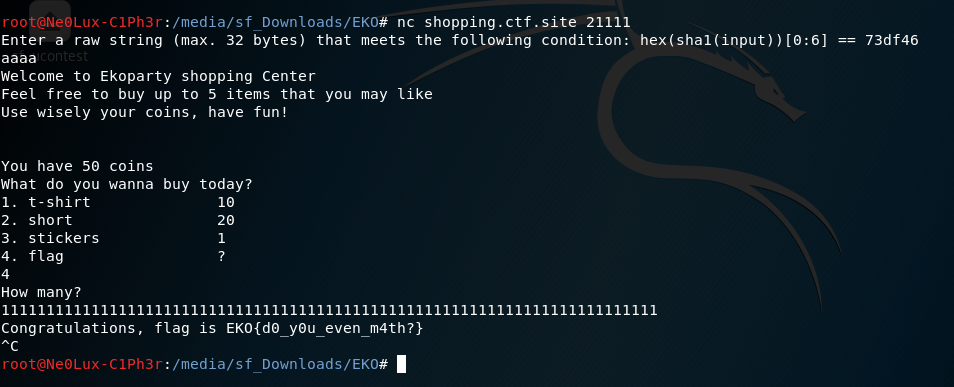 root@Ne0Lux-C1Ph3r:/media/sf_Downloads/EKO# nc shopping.ctf.site 21111
Enter a raw string (max. 32 bytes) that meets the following condition: hex(sha1(input))[0:6] == 73df46
aaaa
Welcome to Ekoparty shopping Center
Feel free to buy up to 5 items that you may like
Use wisely your coins, have fun!
You have 50 coins
What do you wanna buy today?
1. t-shirt 10
2. short 20
3. stickers 1
4. flag ?
4
How many?
1111111111111111111111111111111111111111111111111111111111111111111111111
Congratulations, flag is EKO{d0_y0u_even_m4th?}
^C
root@Ne0Lux-C1Ph3r:/media/sf_Downloads/EKO#